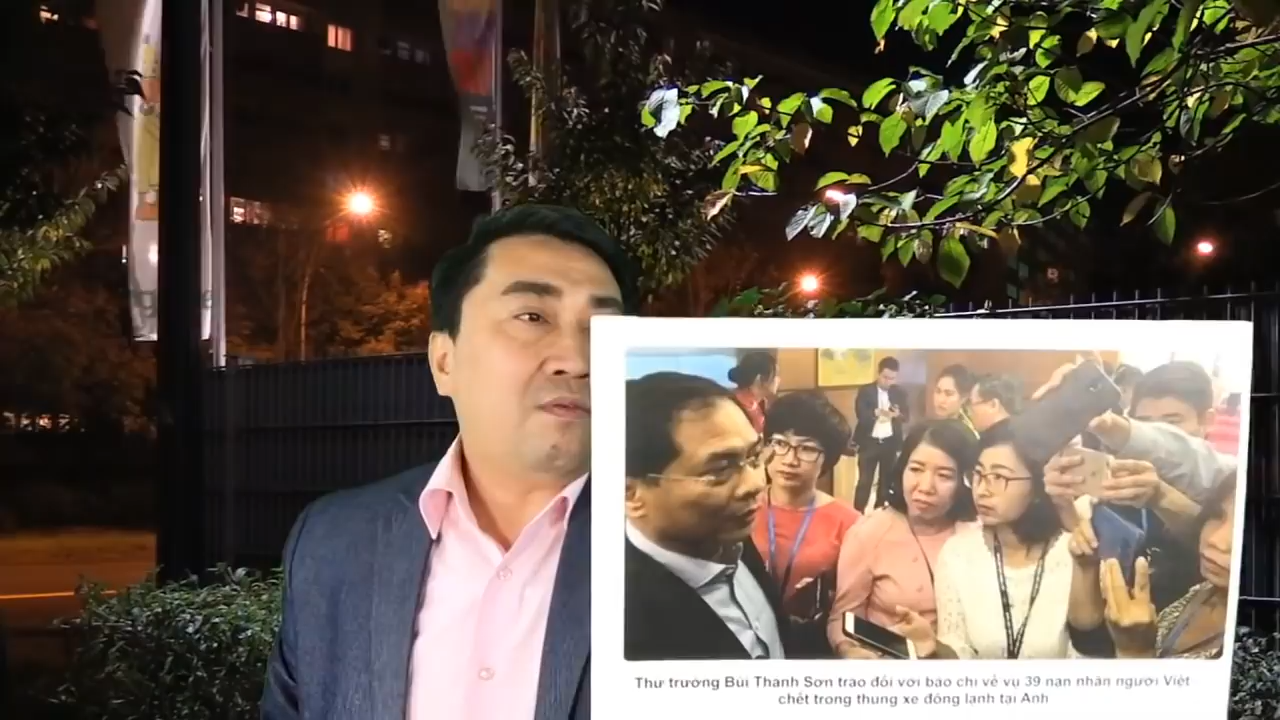 Thứ trưởng Bùi Thanh Sơn trao đổi với báo chí về vụ 39 nạn nhân người Việt
chết trong thùng xe đông lạnh tại Anh